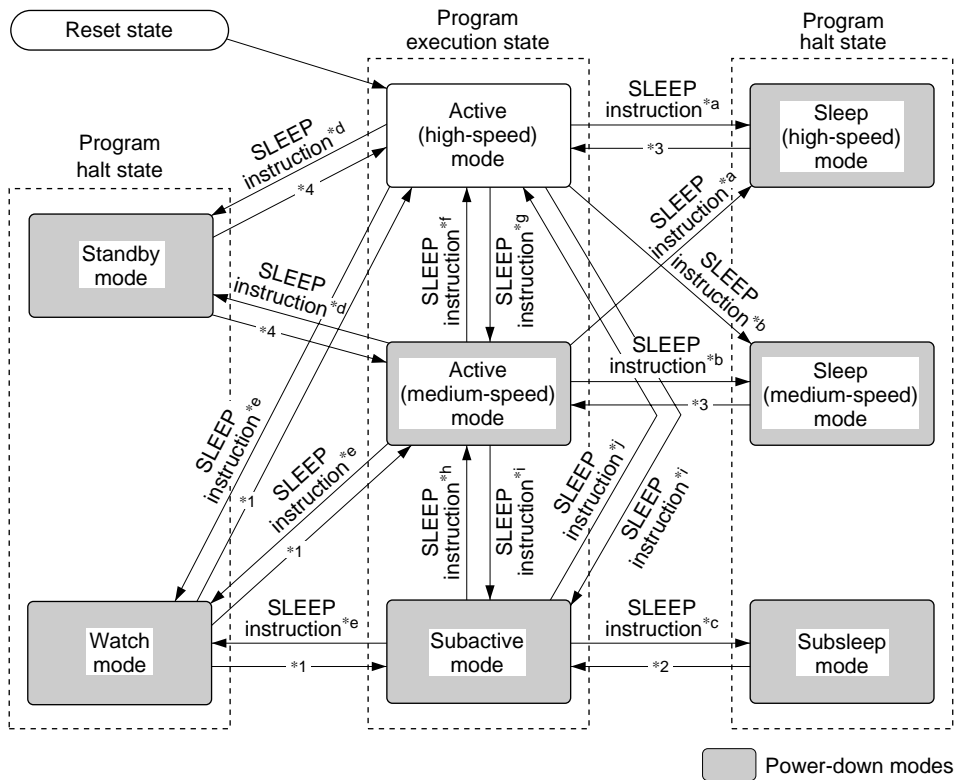 Reset state
Program
execution state
Program
halt state
Program
halt state
Active
(high-speed)
mode
SLEEP
instruction*a
*3
Sleep
(high-speed)
mode
SLEEP
instruction*d
*4
Standby
mode
SLEEP
instruction*d
*4
SLEEP
instruction*f
SLEEP
instruction*g
SLEEP
instruction*a
SLEEP
instruction*b
Active
(medium-speed)
mode
SLEEP
instruction*b
*3
Sleep
(medium-speed)
mode
SLEEP
instruction*e
*1
SLEEP
instruction*e
*1
SLEEP
instruction*h
SLEEP
instruction*i
SLEEP
instruction*j
SLEEP
instruction*i
Watch
mode
SLEEP
instruction*e
*1
Subactive
mode
SLEEP
instruction*c
*2
Subsleep
mode
Power-down modes